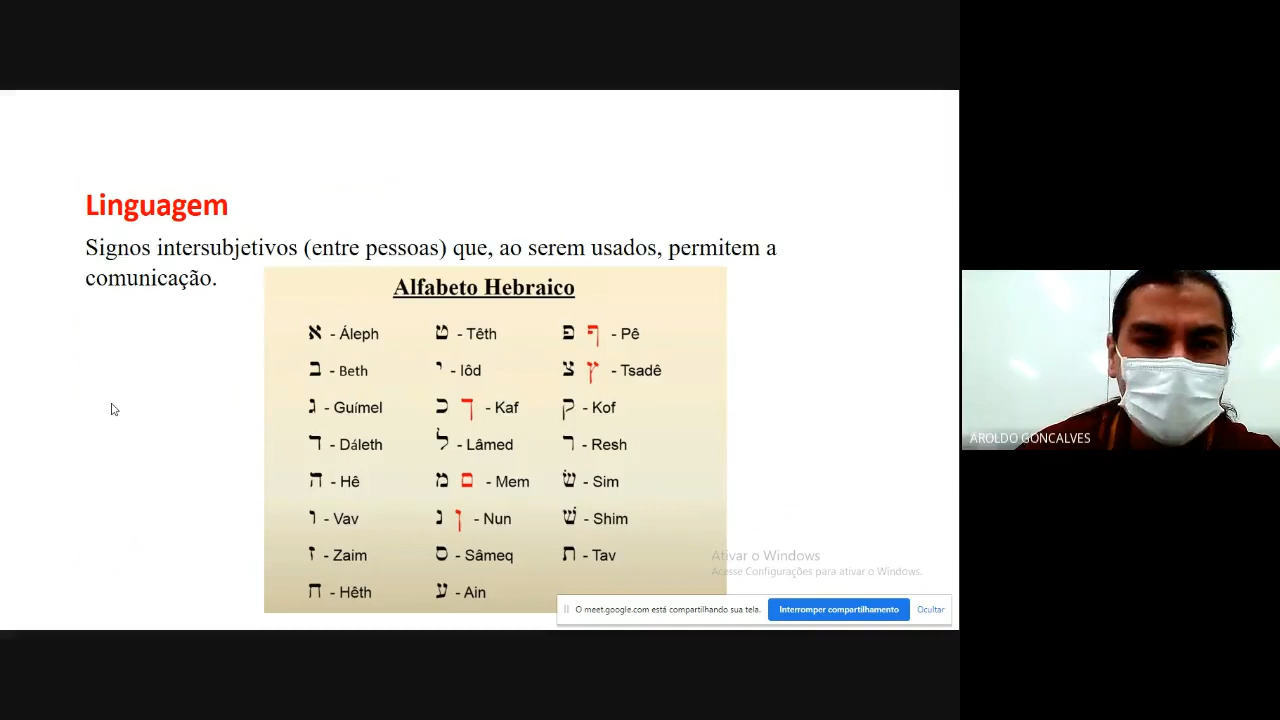 Linguagem
Signos intersubjetivos (entre pessoas) que, ao serem usados, permitem a
comunicação.
Alfabeto Hebraico
א - Áleph
ב - Beth
ג - Guímel
ד - Dáleth
ה - Hê
ו - Vav
ז - Zaim
ח - Hêth
ט - Têth
י - Iôd
כ ך - Kaf
ל - Lâmed
מ ם - Mem
נ ן - Nun
ס - Sâmeq
ע - Ain
פ ף - Pê
צ ץ - Tsadê
ק - Kof
ר - Resh
שׂ - Sim
שׁ - Shim
ת - Tav
Ativar o Windows
Acesse Configurações para ativar o Windows.
O meet.google.com está compartilhando sua tela. Interromper compartilhamento Ocultar
AROLDO GONCALVES